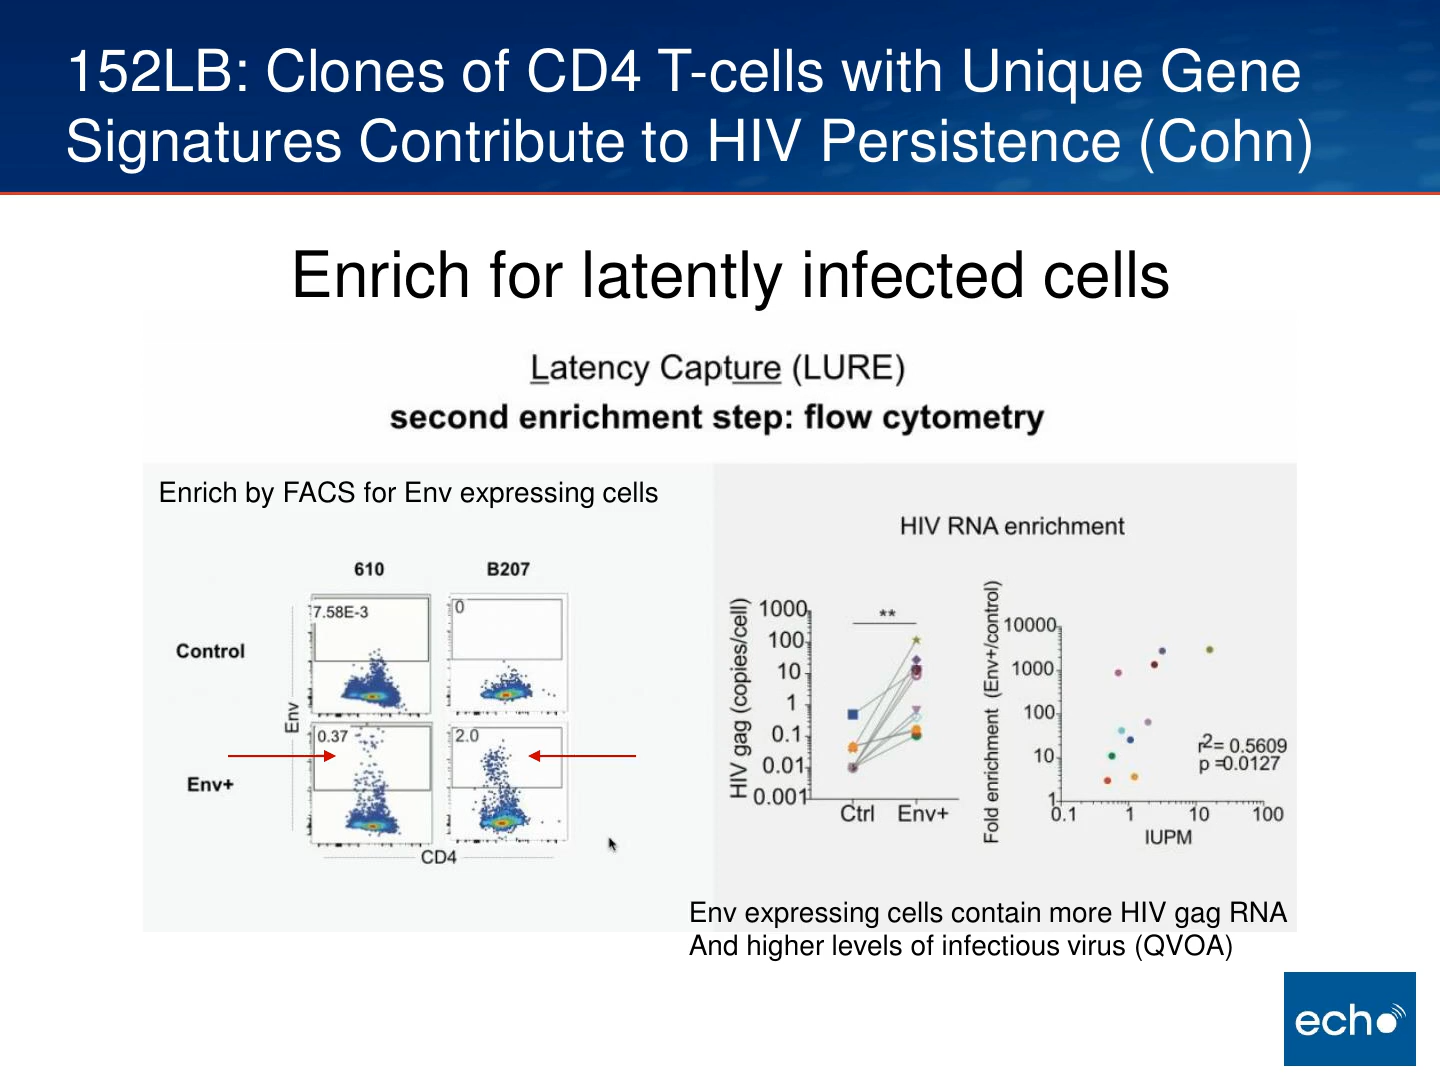 152LB: Clones of CD4 T-cells with Unique Gene
Signatures Contribute to HIV Persistence (Cohn)
Enrich for latently infected cells
Latency Capture (LURE)
second enrichment step: flow cytometry
Enrich by FACS for Env expressing cells
610
B207
Control
7.58E-3
0
Env
Env+
0.37
2.0
CD4
HIV RNA enrichment
HIV gag (copies/cell)
1000
100
10
1
0.1
0.01
0.001
**
Ctrl
Env+
Fold enrichment (Env+/control)
10000
1000
100
10
1
0.1
1
10
100
IUPM
r2= 0.5609
p =0.0127
Env expressing cells contain more HIV gag RNA
And higher levels of infectious virus (QVOA)
echo